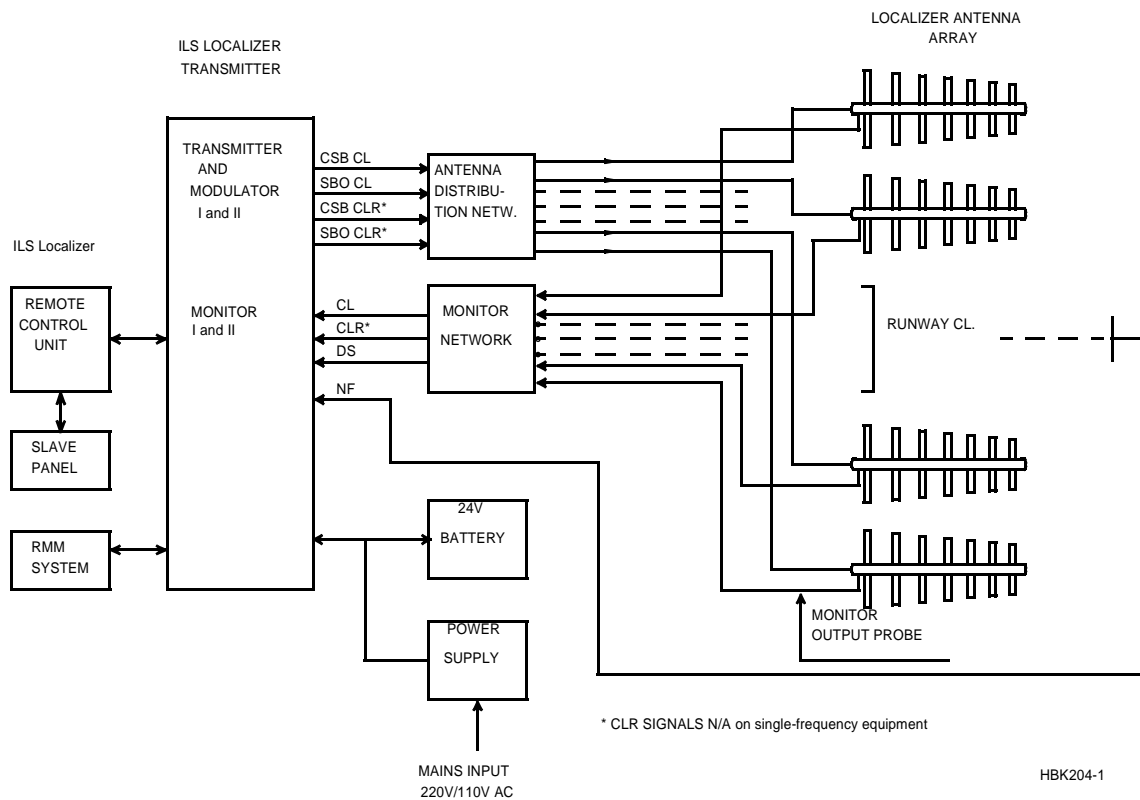 LOCALIZER ANTENNA
ARRAY
ILS LOCALIZER
TRANSMITTER
TRANSMITTER
AND
MODULATOR
I and II
CSB CL
SBO CL
CSB CLR*
SBO CLR*
ANTENNA
DISTRIBU-
TION NETW.
ILS Localizer
REMOTE
CONTROL
UNIT
MONITOR
I and II
CL
CLR*
DS
NF
MONITOR
NETWORK
RUNWAY CL.
SLAVE
PANEL
24V
BATTERY
RMM
SYSTEM
MONITOR
OUTPUT PROBE
POWER
SUPPLY
* CLR SIGNALS N/A on single-frequency equipment
MAINS INPUT
220V/110V AC
HBK204-1